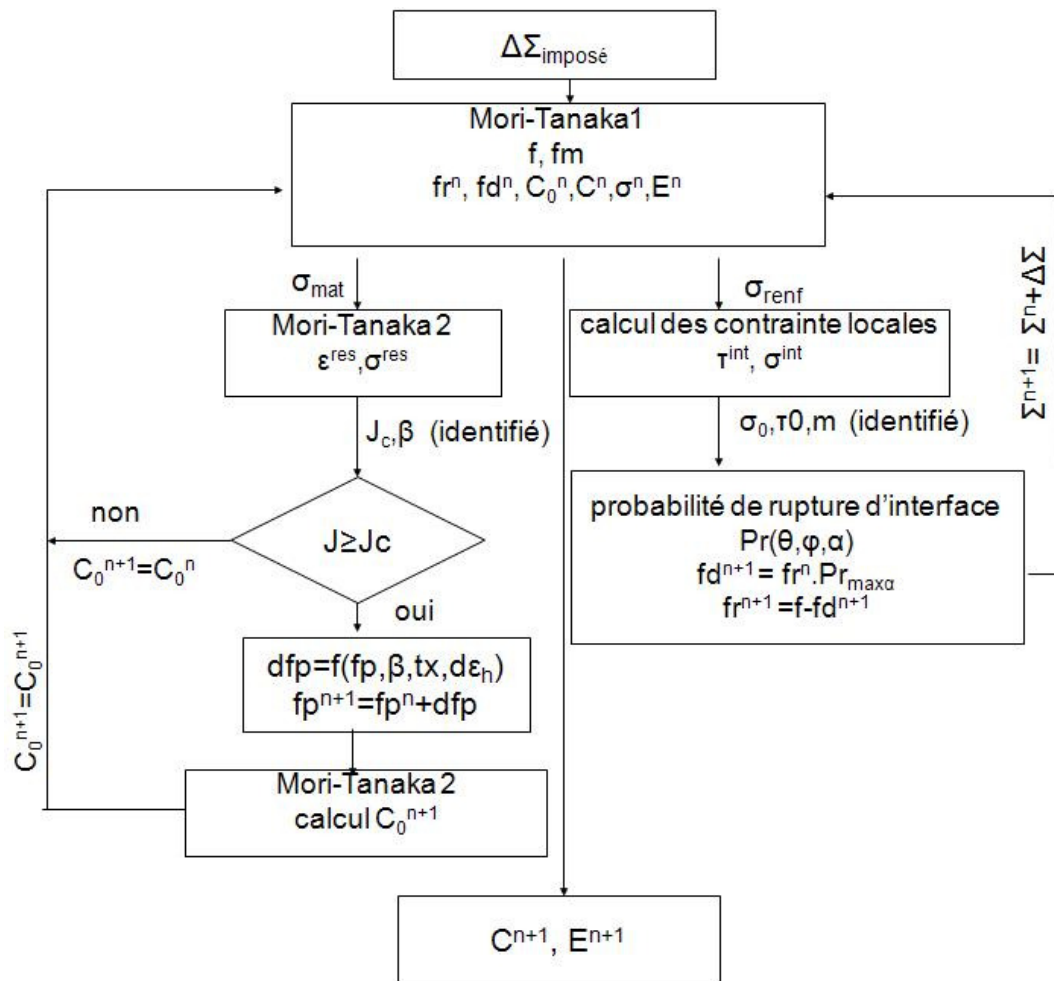 ΔΣimposé
Mori-Tanaka1
f, fm
frⁿ, fdⁿ, C₀ⁿ,Cⁿ,σⁿ,Eⁿ
σmat
σrenf
Mori-Tanaka 2
εʳᵉˢ,σʳᵉˢ
calcul des contrainte locales
τⁱⁿᵗ, σⁱⁿᵗ
Σⁿ⁺¹= Σⁿ+ΔΣ
Jc,β (identifié)
σ₀,τ0,m (identifié)
non
J≥Jc
C₀ⁿ⁺¹=C₀ⁿ
oui
probabilité de rupture d’interface
Pr(θ,φ,α)
fdⁿ⁺¹= frⁿ.Prmaxα
frⁿ⁺¹=f-fdⁿ⁺¹
dfp=f(fp,β,tx,dεh)
fpⁿ⁺¹=fpⁿ+dfp
C₀ⁿ⁺¹=C₀ⁿ⁺¹
Mori-Tanaka 2
calcul C₀ⁿ⁺¹
Cⁿ⁺¹, Eⁿ⁺¹